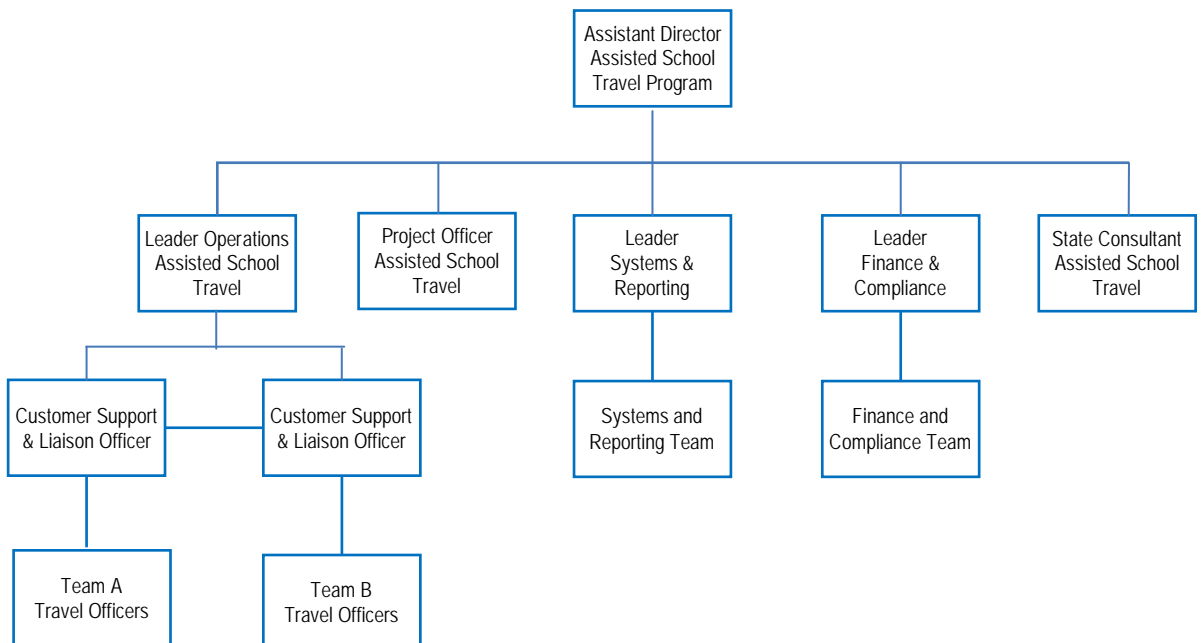 Assistant Director
Assisted School
Travel Program
Leader Operations
Assisted School
Travel
Project Officer
Assisted School
Travel
Leader
Systems &
Reporting
Leader
Finance &
Compliance
State Consultant
Assisted School
Travel
Customer Support
& Liaison Officer
Customer Support
& Liaison Officer
Systems and
Reporting Team
Finance and
Compliance Team
Team A
Travel Officers
Team B
Travel Officers